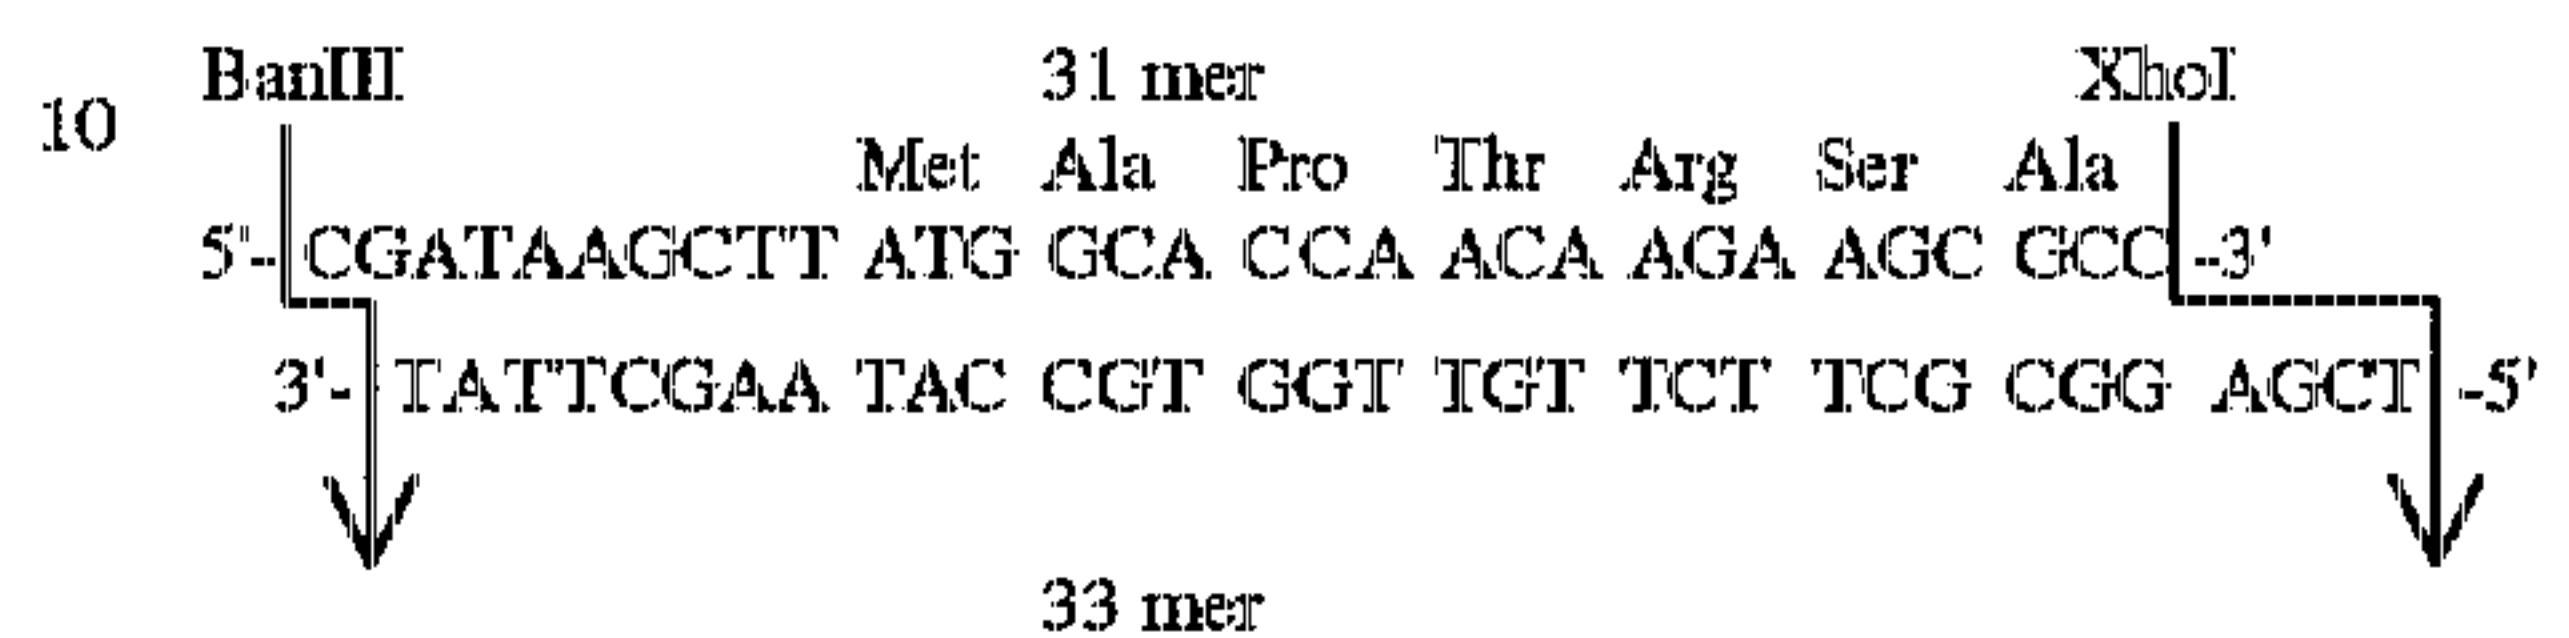 BanIII 31 mer XhoI
10
Met Ala Pro Thr Arg Ser Ala
5'- CGATAAGCTT ATG GCA CCA ACA AGA AGC GCC -3'
3'- TATTCGAA TAC CGT GGT TGT TCT TCG CGG AGCT -5'
33 mer